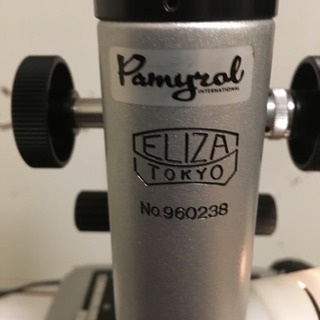 Pamyrol
INTERNATIONAL
ELIZA
TOKYO
No.960238